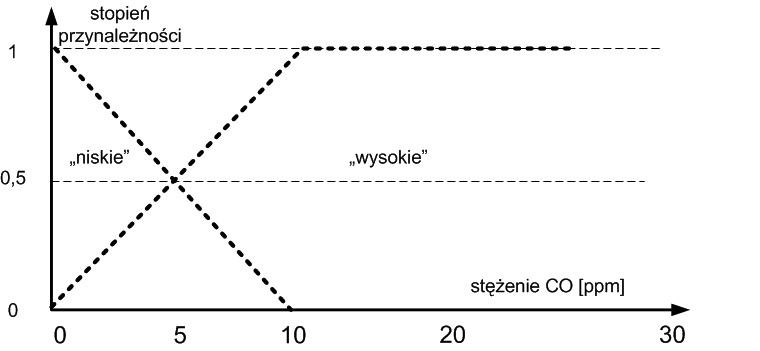 stopień
przynależności
1
„niskie”
„wysokie”
0,5
stężenie CO [ppm]
0
0 5 10 20 30